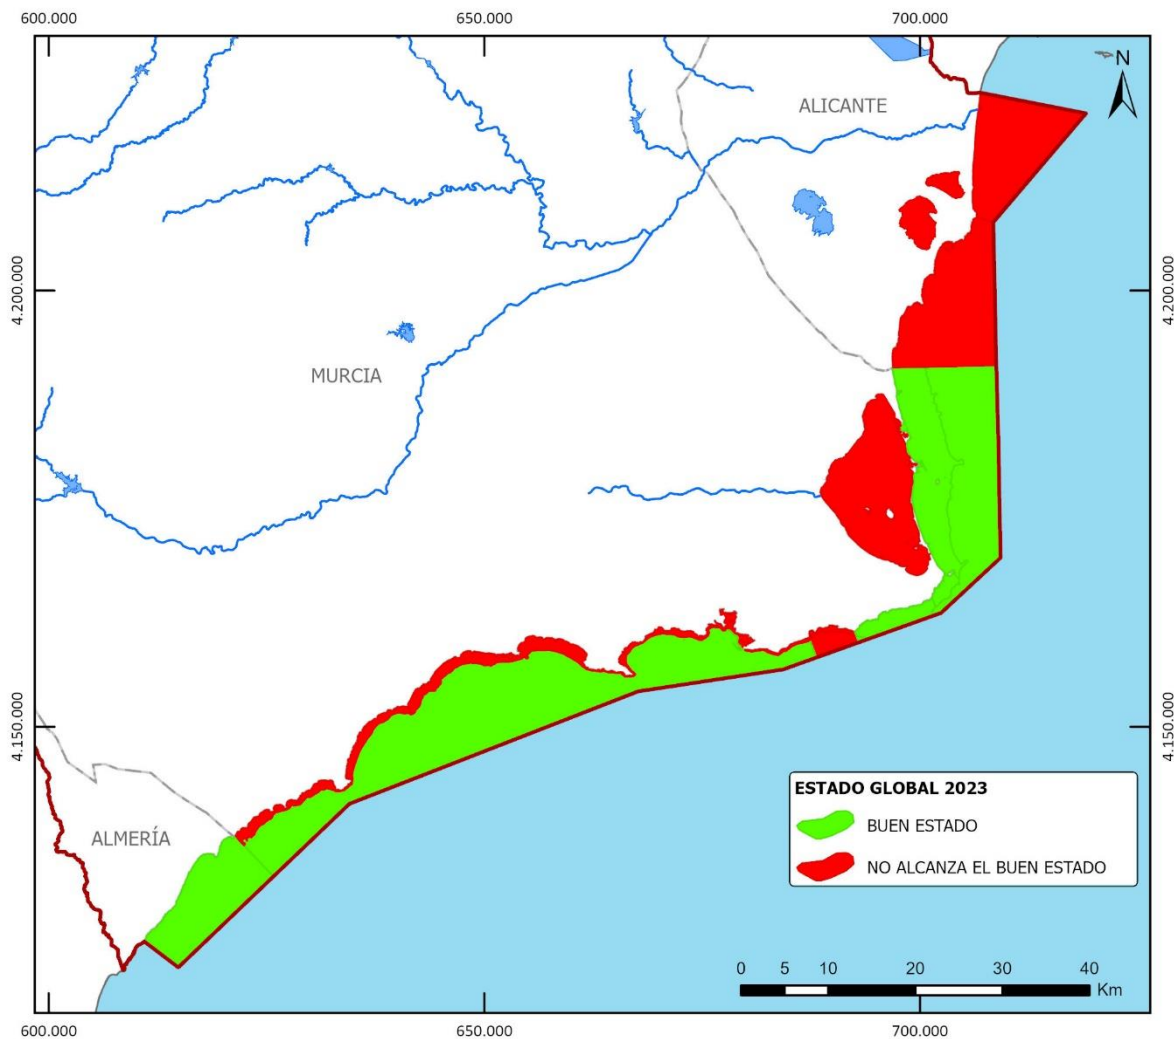 600.000 650.000 700.000
N
ALICANTE
4.200.000 4.200.000
MURCIA
4.150.000 4.150.000
ESTADO GLOBAL 2023
BUEN ESTADO
ALMERÍA
NO ALCANZA EL BUEN ESTADO
0 5 10 20 30 40
Km
600.000 650.000 700.000